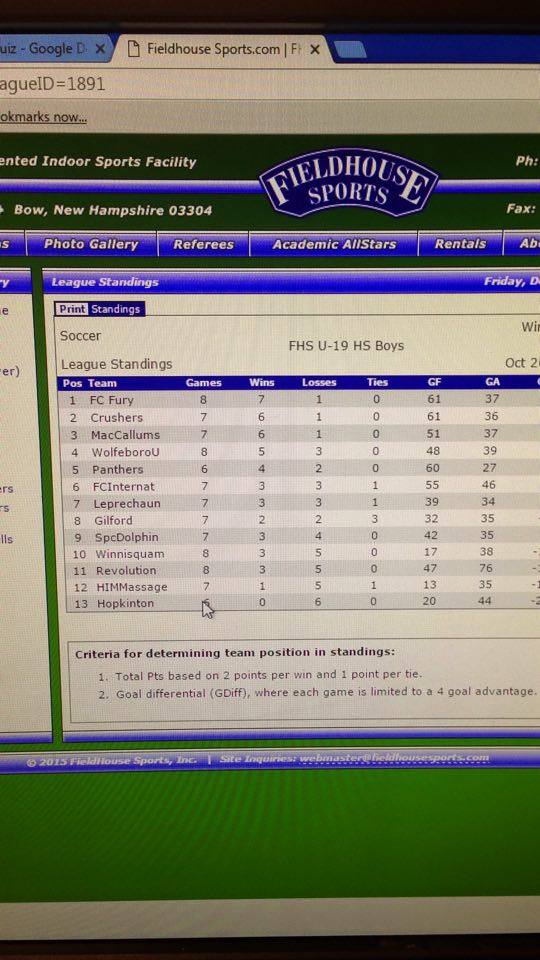 uiz - Google D
Fieldhouse Sports.com | F
agueID=1891
okmarks now...
ented Indoor Sports Facility
FIELDHOUSE
SPORTS
Ph:
Bow, New Hampshire 03304
Fax:
s Photo Gallery Referees Academic AllStars Rentals Ab
ry
League Standings Friday, D
e
er)
ers
rs
lls
Print Standings
Soccer Wi
FHS U-19 HS Boys
League Standings Oct 2
Pos Team Games Wins Losses Ties GF GA
1 FC Fury 8 7 1 0 61 37
2 Crushers 7 6 1 0 61 36
3 MacCallums 7 6 1 0 51 37
4 WolfeboroU 8 5 3 0 48 39
5 Panthers 6 4 2 0 60 27
6 FCInternat 7 3 3 1 55 46
7 Leprechaun 7 3 3 1 39 34
8 Gilford 7 2 2 3 32 35 -
9 SpcDolphin 7 3 4 0 42 35
10 Winnisquam 8 3 5 0 17 38 -
11 Revolution 8 3 5 0 47 76 -
12 HIMMassage 7 1 5 1 13 35 -1
13 Hopkinton 6 0 6 0 20 44 -2
Criteria for determining team position in standings:
1. Total Pts based on 2 points per win and 1 point per tie.
2. Goal differential (GDiff), where each game is limited to a 4 goal advantage.
© 2015 FieldHouse Sports, Inc. | Site Inquiries: webmaster@fieldhousesports.com